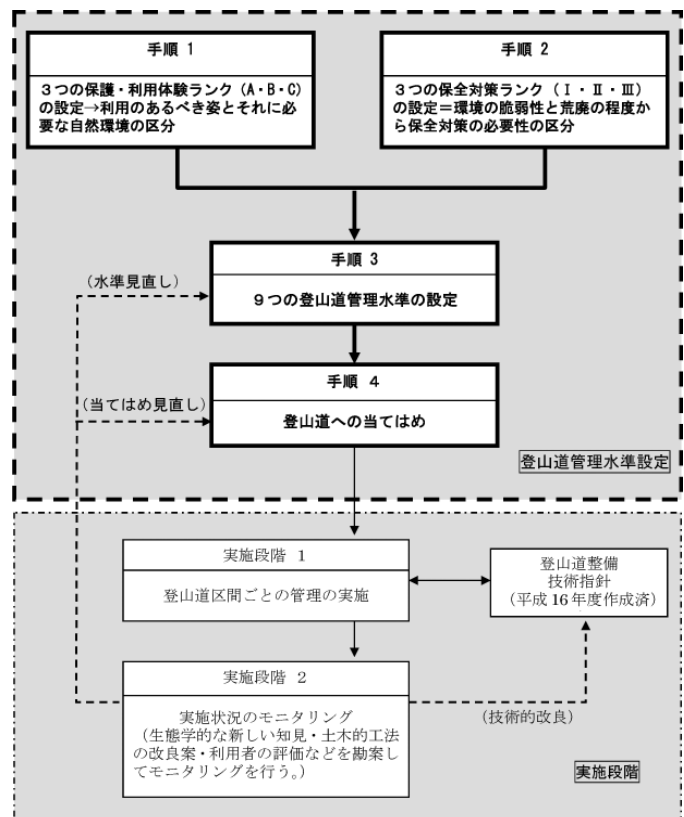 手順 1
３つの保護・利用体験ランク（A・B・C）
の設定→利用のあるべき姿とそれに必
要な自然環境の区分
手順 2
３つの保全対策ランク（Ⅰ・Ⅱ・Ⅲ）
の設定＝環境の脆弱性と荒廃の程度か
ら保全対策の必要性の区分
手順 3
９つの登山道管理水準の設定
（水準見直し）
手順 4
登山道への当てはめ
（当てはめ見直し）
登山道管理水準設定
実施段階 1
登山道区間ごとの管理の実施
登山道整備
技術指針
（平成 16 年度作成済）
実施段階 2
実施状況のモニタリング
（生態学的な新しい知見・土木的工法
の改良案・利用者の評価などを勘案し
てモニタリングを行う。）
（技術的改良）
実施段階